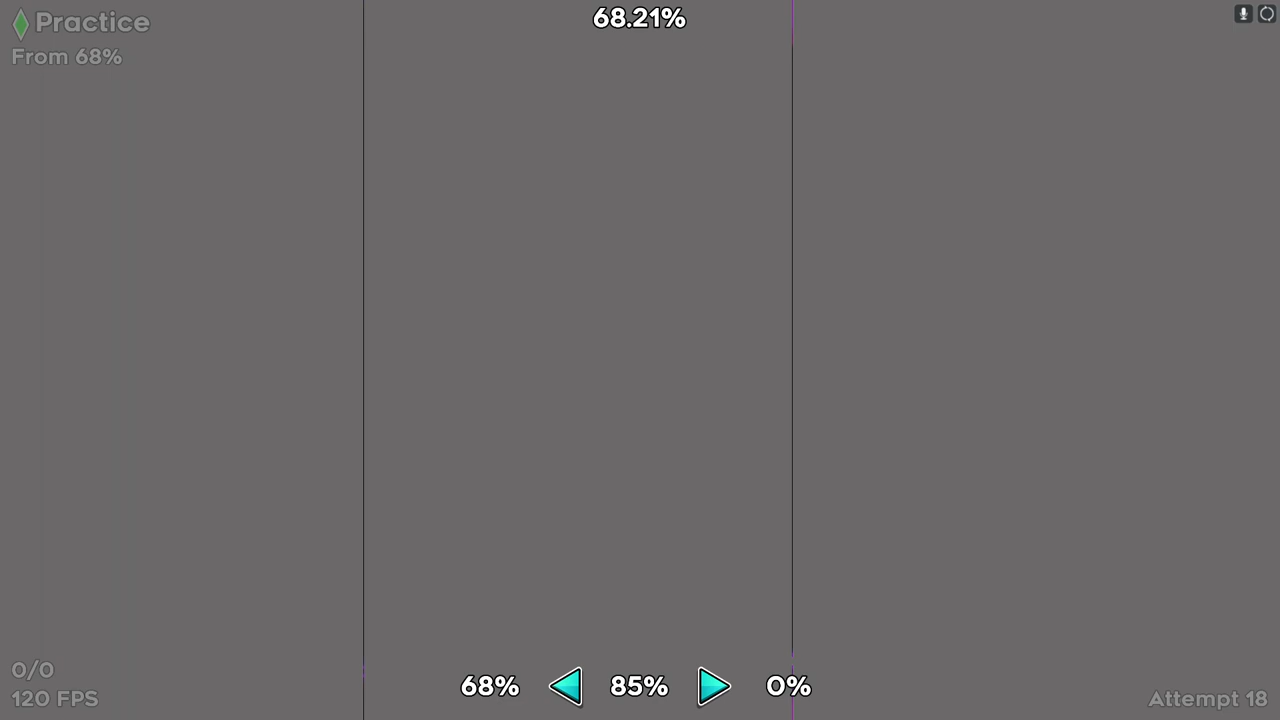 Practice
From 68%
68.21%
0/0
120 FPS
68%
85%
0%
Attempt 18